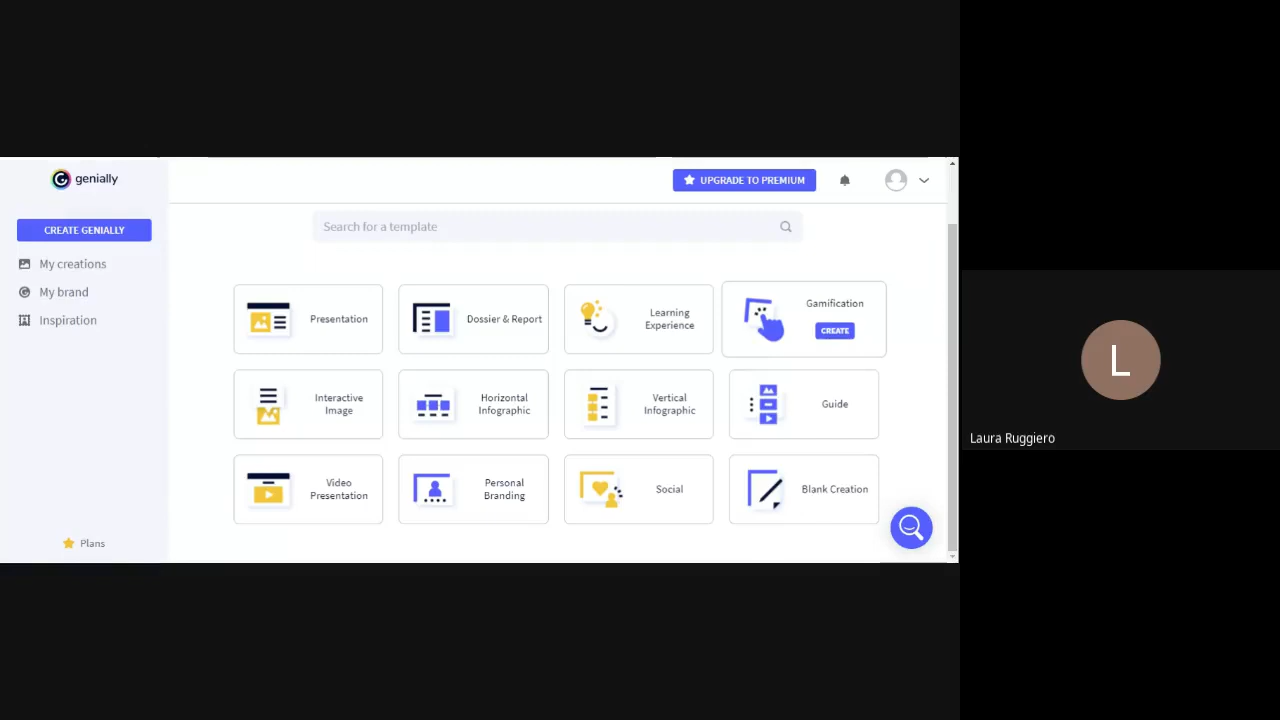 genially
UPGRADE TO PREMIUM
CREATE GENIALLY
Search for a template
My creations
My brand
Inspiration
Presentation
Dossier & Report
Learning
Experience
Gamification
CREATE
Interactive
Image
Horizontal
Infographic
Vertical
Infographic
Guide
Video
Presentation
Personal
Branding
Social
Blank Creation
Plans
L
Laura Ruggiero